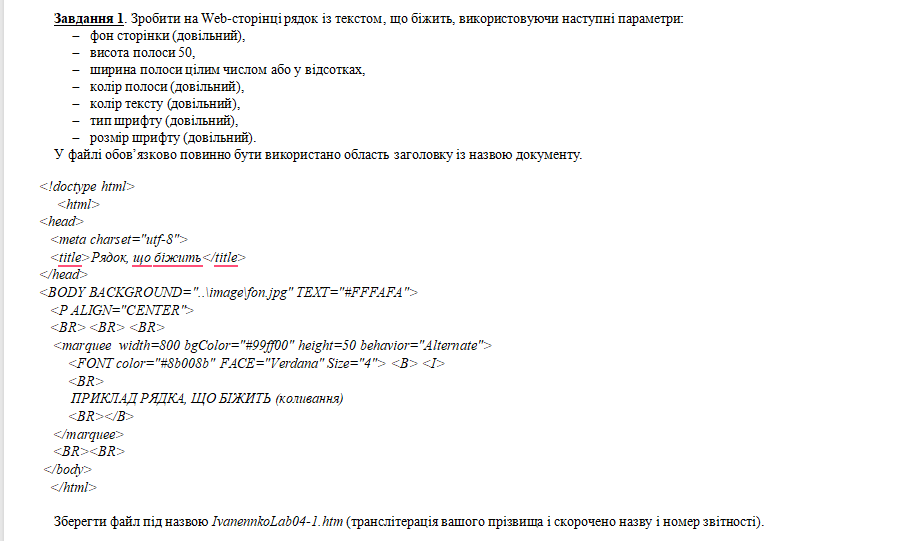 Завдання 1. Зробити на Web-сторінці рядок із текстом, що біжить, використовуючи наступні параметри:
– фон сторінки (довільний),
– висота полоси 50,
– ширина полоси цілим числом або у відсотках,
– колір полоси (довільний),
– колір тексту (довільний),
– тип шрифту (довільний),
– розмір шрифту (довільний).
У файлі обов’язково повинно бути використано область заголовку із назвою документу.
<!doctype html>
<html>
<head>
<meta charset="utf-8">
<title>Рядок, що біжить</title>
</head>
<BODY BACKGROUND="..\image\fon.jpg" TEXT="#FFFAFA">
<P ALIGN="CENTER">
<BR> <BR> <BR>
<marquee width=800 bgColor="#99ff00" height=50 behavior="Alternate">
<FONT color="#8b008b" FACE="Verdana" Size="4"> <B> <I>
<BR>
ПРИКЛАД РЯДКА, ЩО БІЖИТЬ (коливання)
<BR></B>
</marquee>
<BR><BR>
</body>
</html>
Зберегти файл під назвою IvanennkoLab04-1.htm (транслітерація вашого прізвища і скорочено назву і номер звітності).